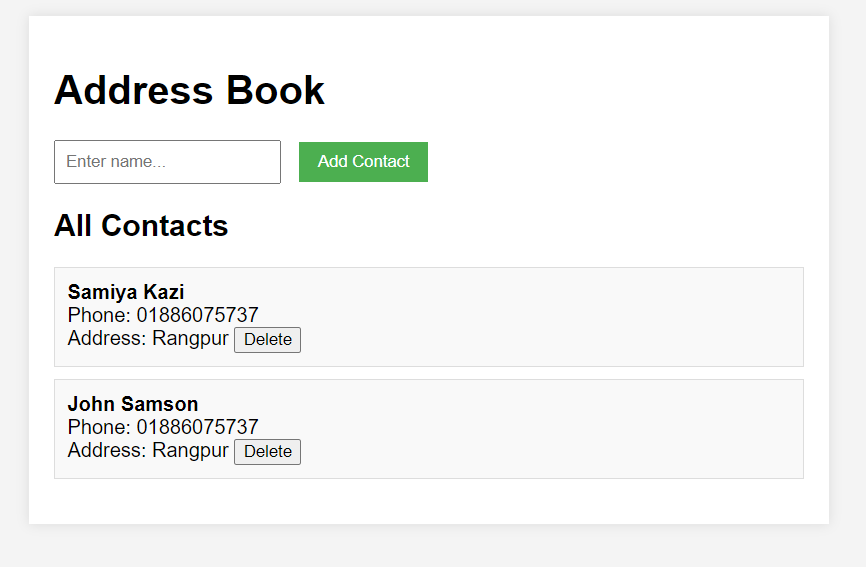 Address Book
Enter name... Add Contact
All Contacts
Samiya Kazi
Phone: 01886075737
Address: Rangpur Delete
John Samson
Phone: 01886075737
Address: Rangpur Delete